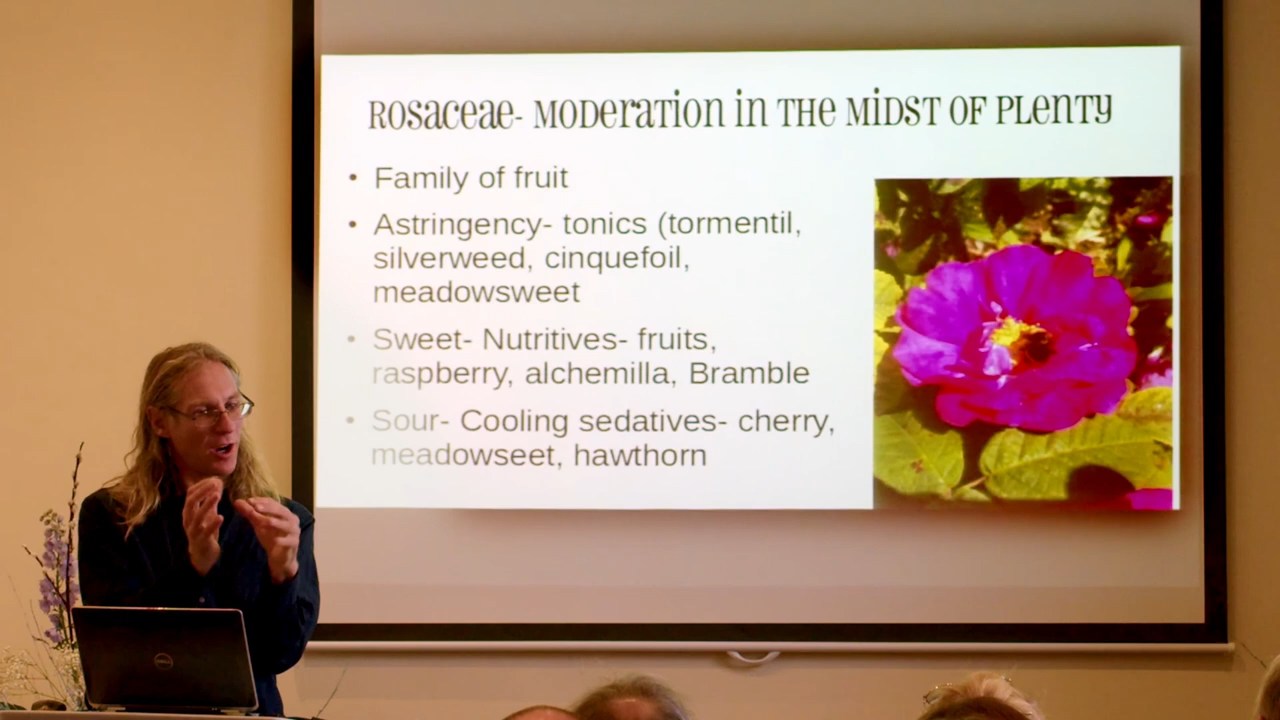 Rosaceae- Moderation in the Midst of Plenty
• Family of fruit
• Astringency- tonics (tormentil,
silverweed, cinquefoil,
meadowsweet
• Sweet- Nutritives- fruits,
raspberry, alchemilla, Bramble
• Sour- Cooling sedatives- cherry,
meadowseet, hawthorn
DELL